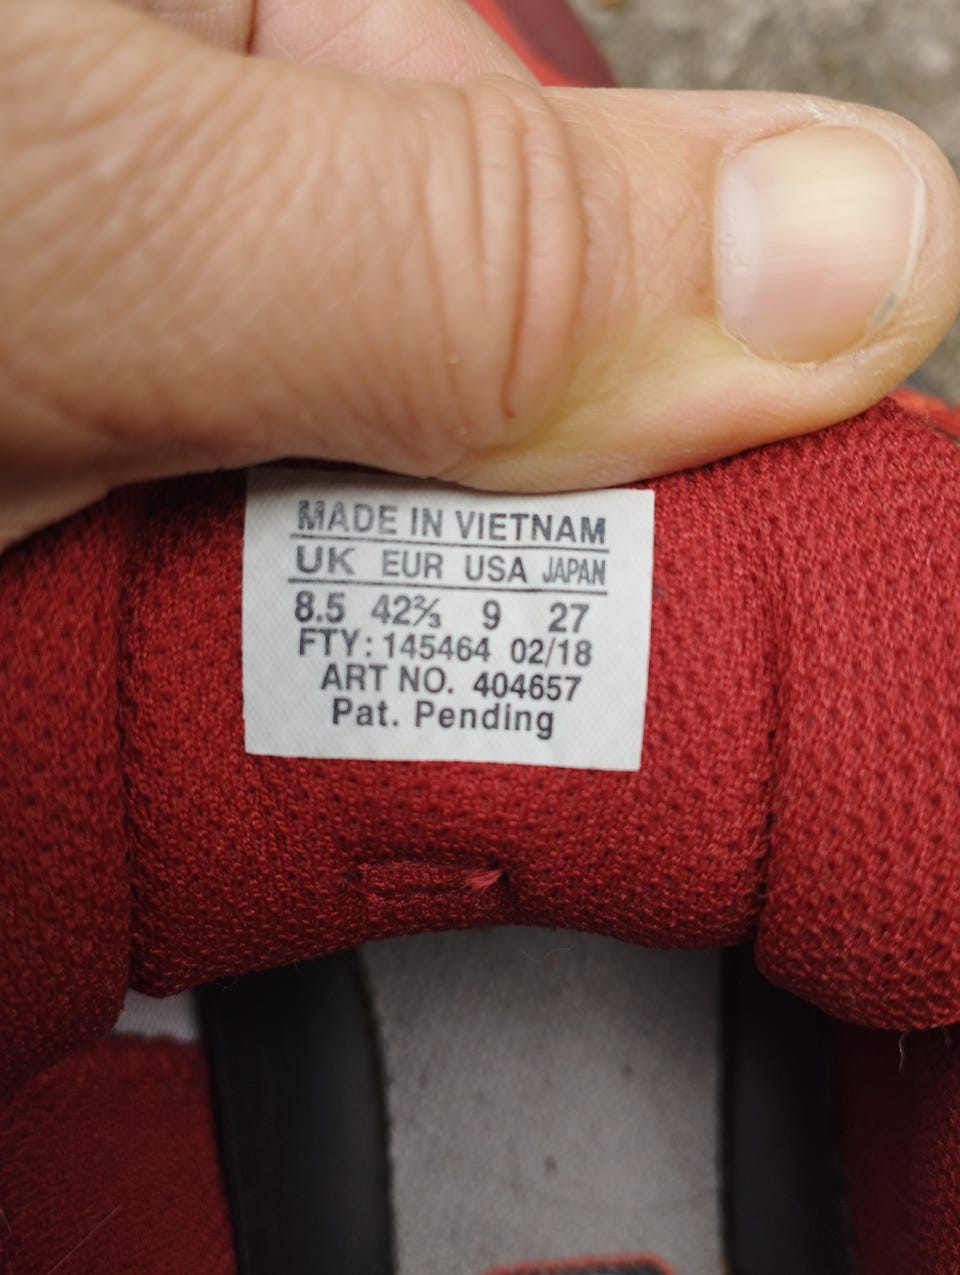 MADE IN VIETNAM
UK EUR USA JAPAN
8.5 42⅔ 9 27
FTY: 145464 02/18
ART NO. 404657
Pat. Pending